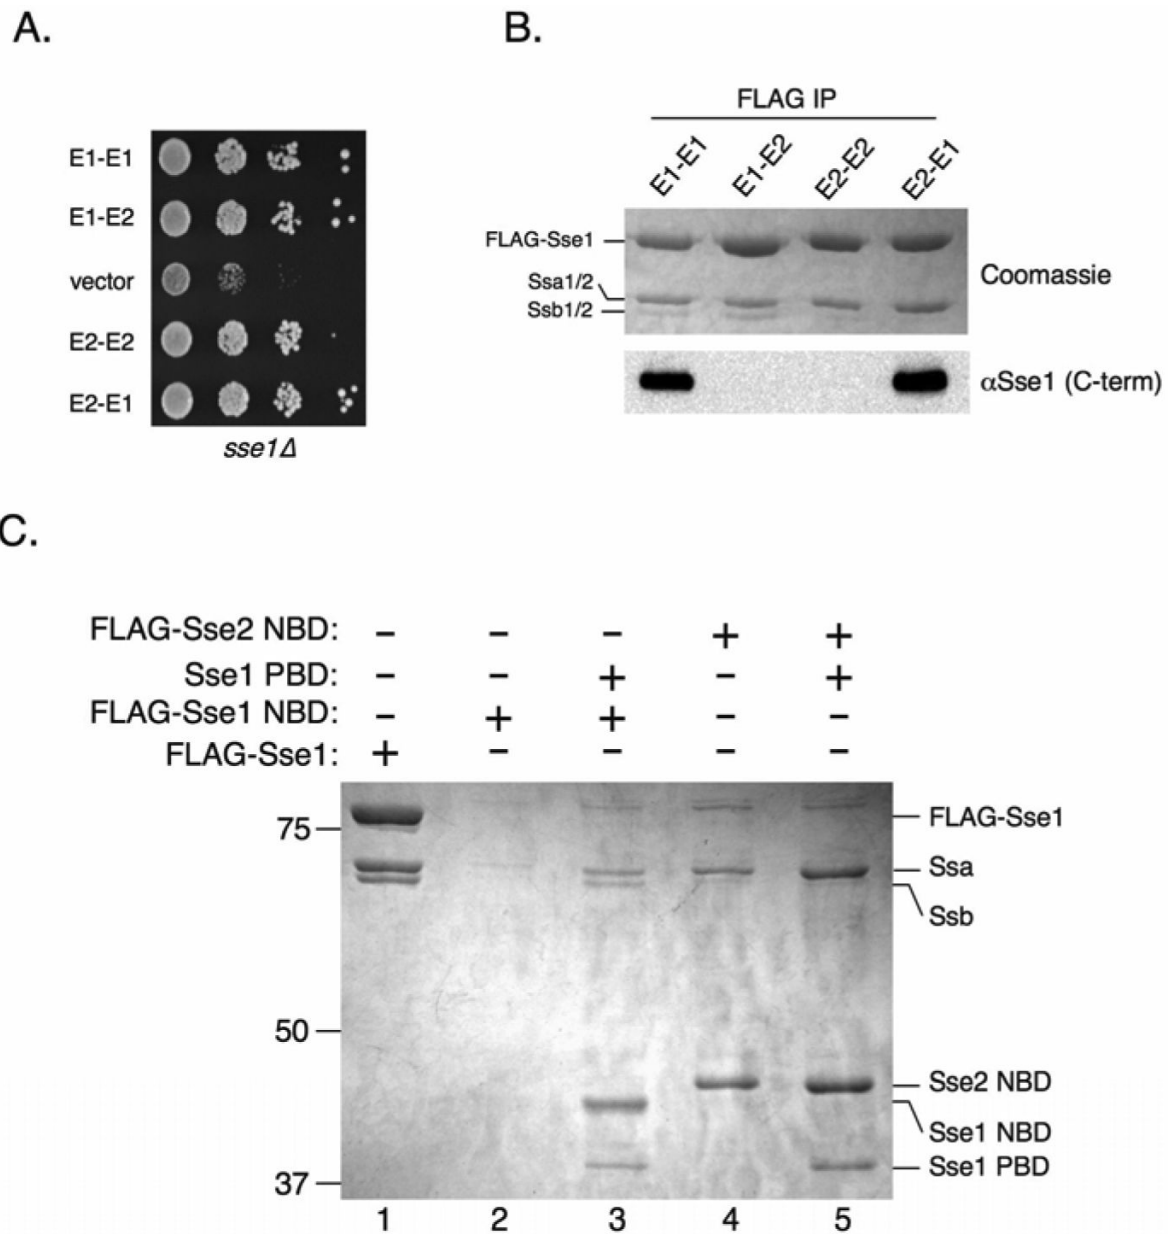 A.
E1-E1
E1-E2
vector
E2-E2
E2-E1
sse1Δ
B.
FLAG IP
E1-E1
E1-E2
E2-E2
E2-E1
FLAG-Sse1
Ssa1/2
Ssb1/2
Coomassie
αSse1 (C-term)
C.
FLAG-Sse2 NBD: – – – + +
Sse1 PBD: – – + – +
FLAG-Sse1 NBD: – + + – –
FLAG-Sse1: + – – – –
75
50
37
FLAG-Sse1
Ssa
Ssb
Sse2 NBD
Sse1 NBD
Sse1 PBD
1 2 3 4 5